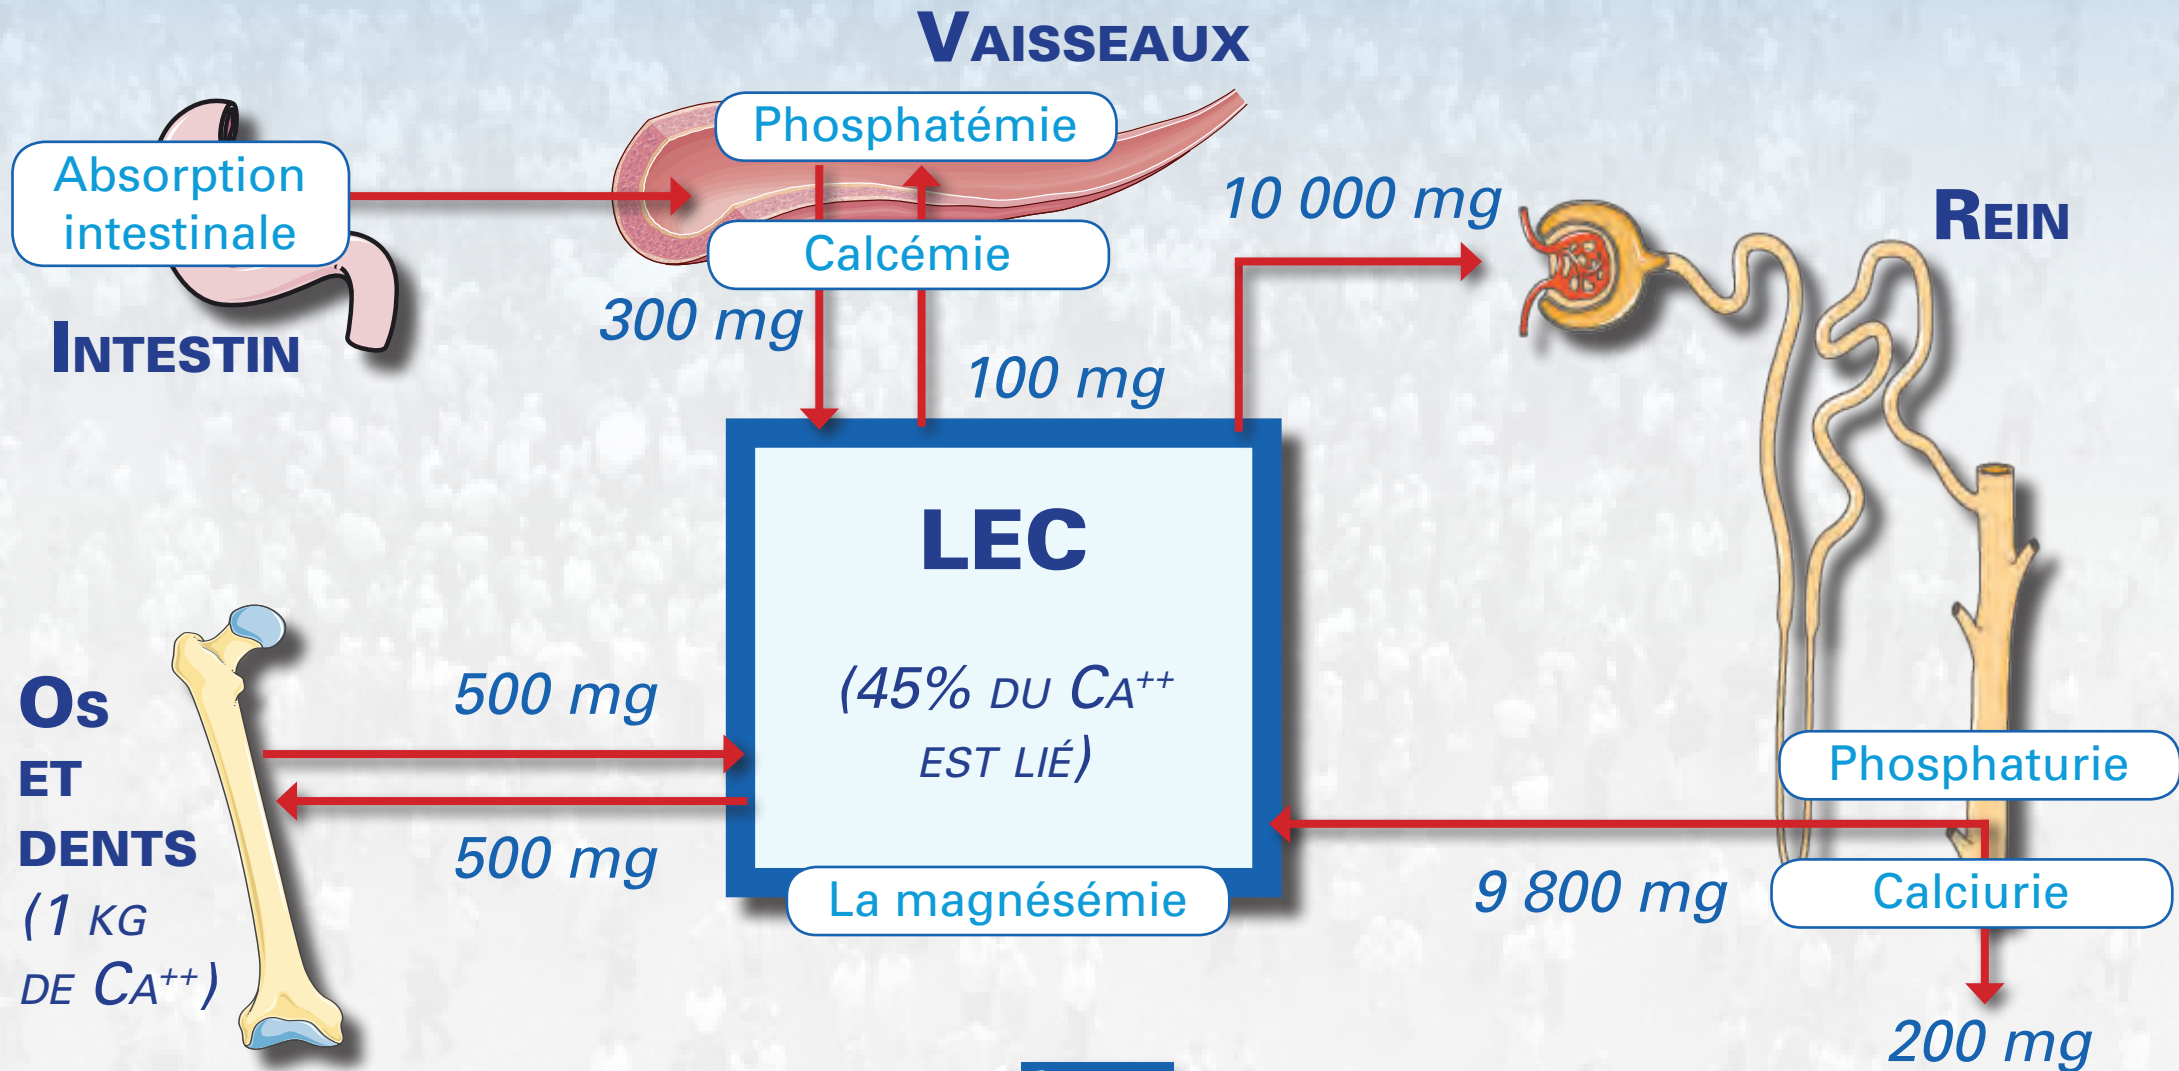 VAISSEAUX
Phosphatémie
Absorption
intestinale
10 000 mg
REIN
Calcémie
300 mg
INTESTIN
100 mg
LEC
(45% DU CA++
EST LIÉ)
OS
ET
DENTS
(1 KG
DE CA++)
500 mg
500 mg
Phosphaturie
La magnésémie
9 800 mg
Calciurie
200 mg